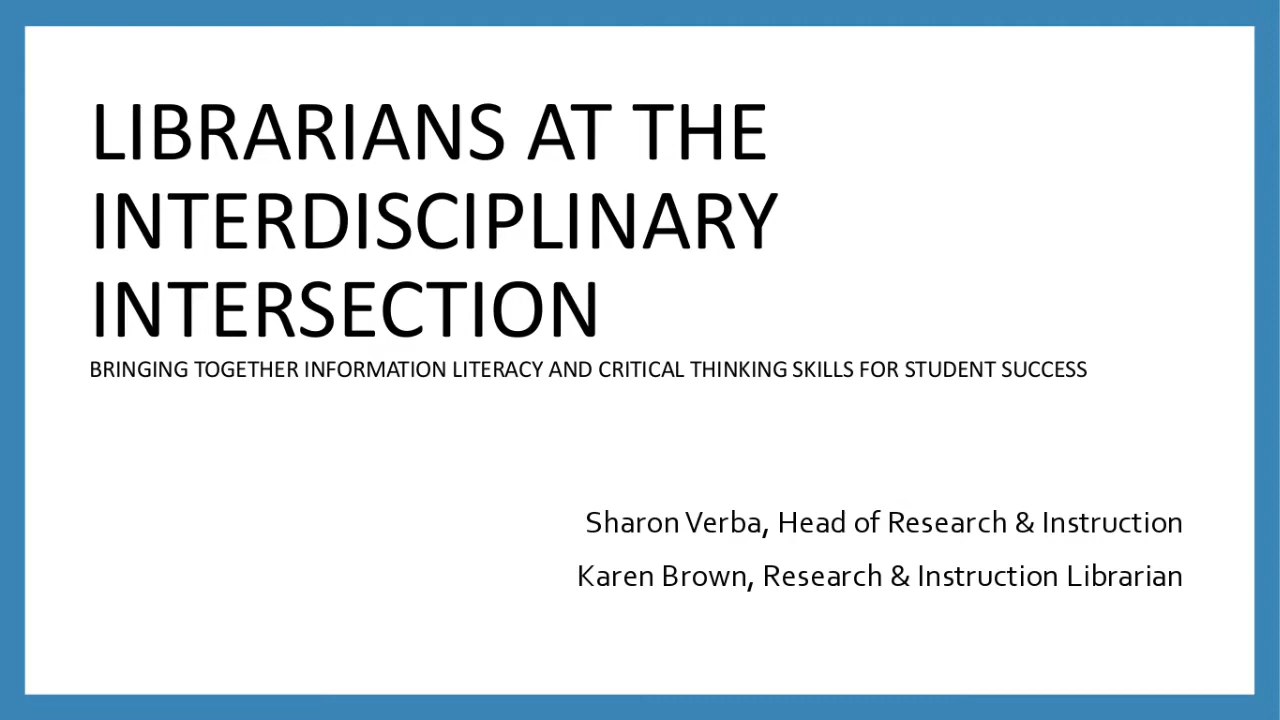 LIBRARIANS AT THE
INTERDISCIPLINARY
INTERSECTION
BRINGING TOGETHER INFORMATION LITERACY AND CRITICAL THINKING SKILLS FOR STUDENT SUCCESS
Sharon Verba, Head of Research & Instruction
Karen Brown, Research & Instruction Librarian